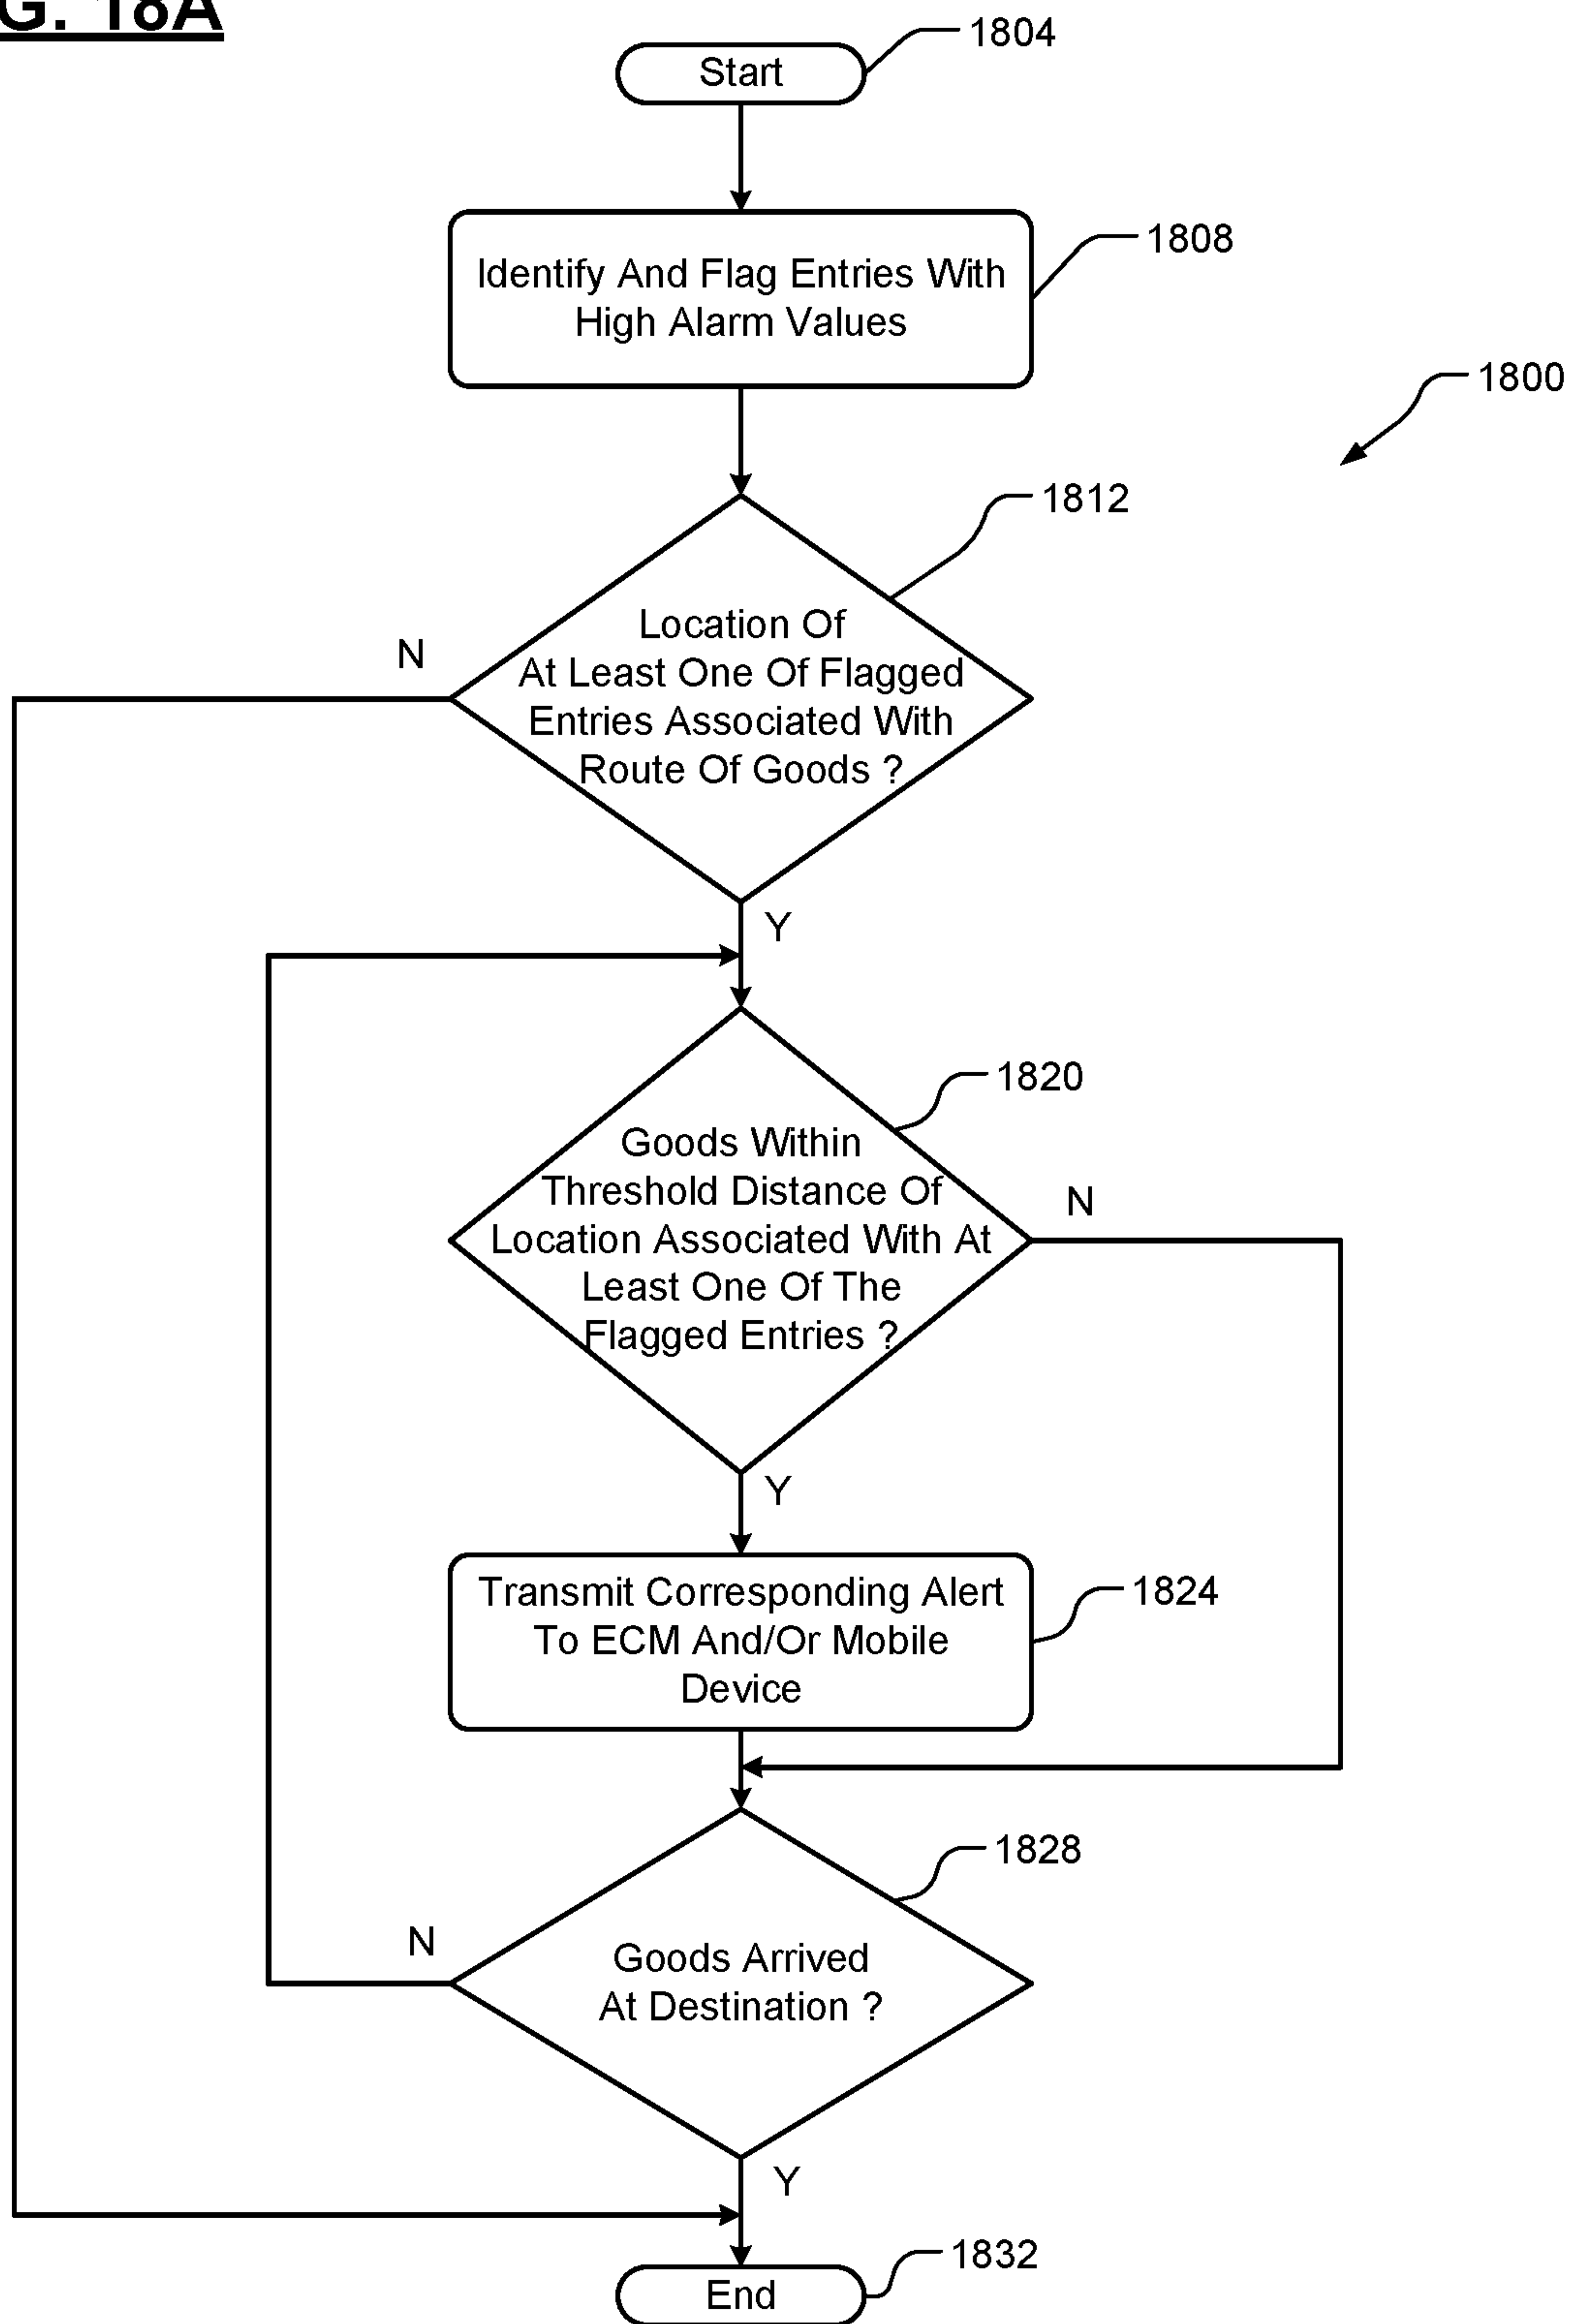 G. 18A
Start
1804
Identify And Flag Entries With
High Alarm Values
1808
1800
1812
Location Of
At Least One Of Flagged
Entries Associated With
Route Of Goods ?
N
Y
1820
Goods Within
Threshold Distance Of
Location Associated With At
Least One Of The
Flagged Entries ?
N
Y
Transmit Corresponding Alert
To ECM And/Or Mobile
Device
1824
1828
Goods Arrived
At Destination ?
N
Y
End
1832